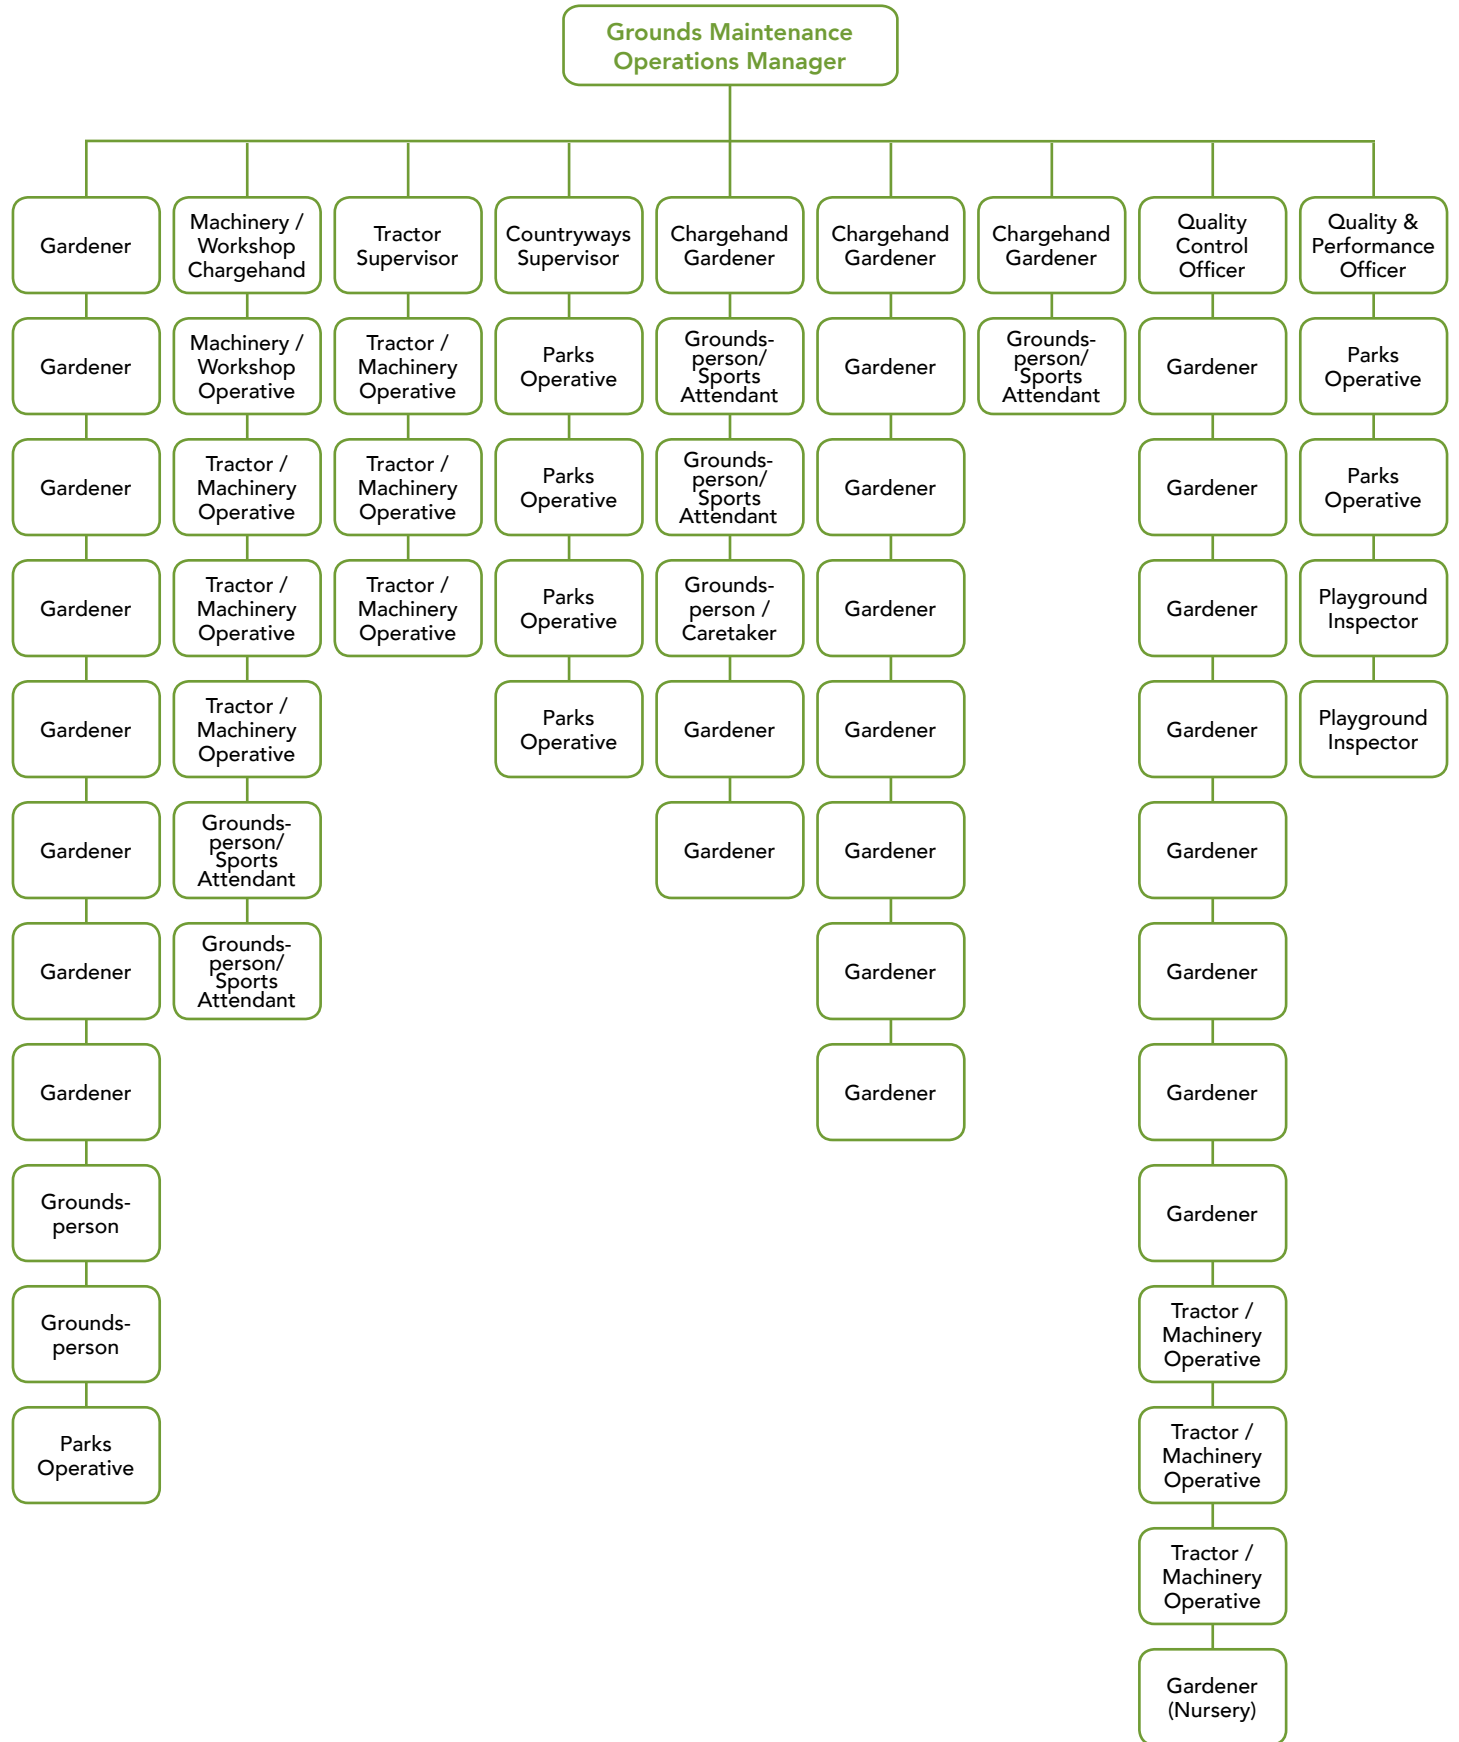 Grounds Maintenance
Operations Manager
Gardener
Gardener
Gardener
Gardener
Gardener
Gardener
Gardener
Gardener
Grounds-
person
Grounds-
person
Parks
Operative
Machinery /
Workshop
Chargehand
Machinery /
Workshop
Operative
Tractor /
Machinery
Operative
Tractor /
Machinery
Operative
Tractor /
Machinery
Operative
Grounds-
person/
Sports
Attendant
Grounds-
person/
Sports
Attendant
Tractor
Supervisor
Tractor /
Machinery
Operative
Tractor /
Machinery
Operative
Tractor /
Machinery
Operative
Countryways
Supervisor
Parks
Operative
Parks
Operative
Parks
Operative
Parks
Operative
Chargehand
Gardener
Grounds-
person/
Sports
Attendant
Grounds-
person/
Sports
Attendant
Grounds-
person /
Caretaker
Gardener
Gardener
Chargehand
Gardener
Gardener
Gardener
Gardener
Gardener
Gardener
Gardener
Gardener
Chargehand
Gardener
Grounds-
person/
Sports
Attendant
Quality
Control
Officer
Gardener
Gardener
Gardener
Gardener
Gardener
Gardener
Gardener
Gardener
Tractor /
Machinery
Operative
Tractor /
Machinery
Operative
Tractor /
Machinery
Operative
Gardener
(Nursery)
Quality &
Performance
Officer
Parks
Operative
Parks
Operative
Playground
Inspector
Playground
Inspector